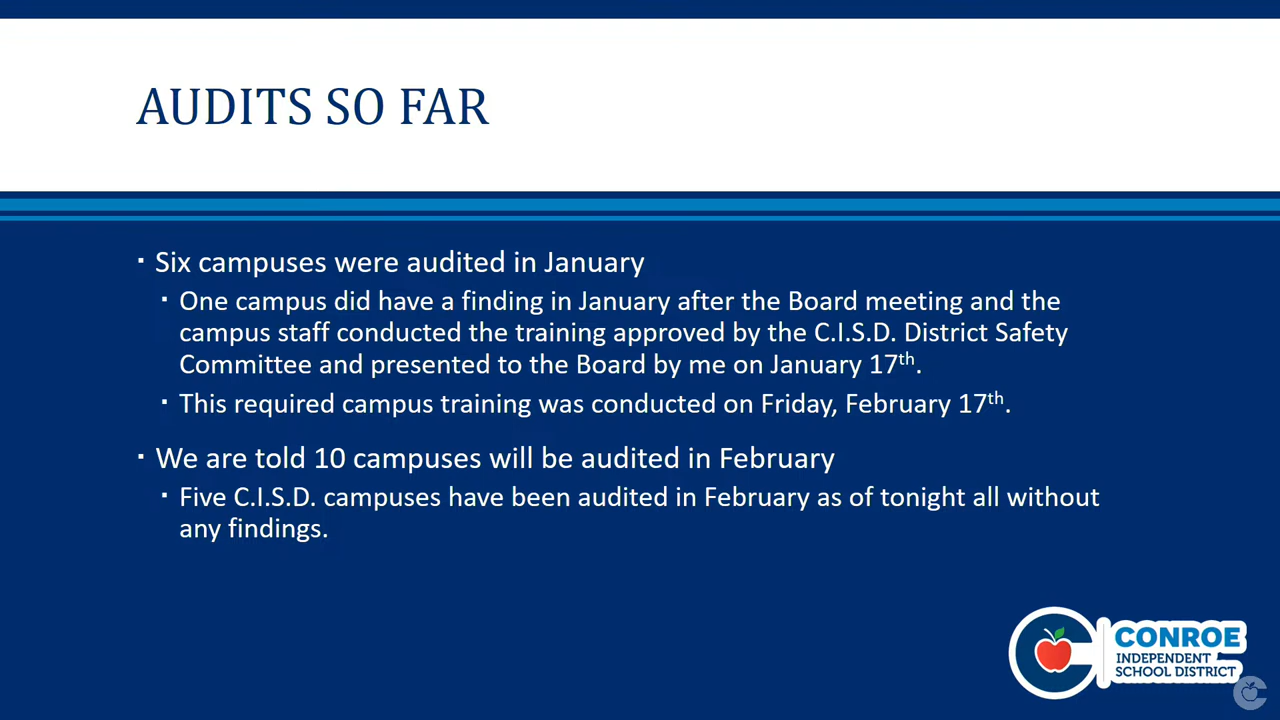 AUDITS SO FAR
▪ Six campuses were audited in January
▪ One campus did have a finding in January after the Board meeting and the
campus staff conducted the training approved by the C.I.S.D. District Safety
Committee and presented to the Board by me on January 17th.
▪ This required campus training was conducted on Friday, February 17th.
▪ We are told 10 campuses will be audited in February
▪ Five C.I.S.D. campuses have been audited in February as of tonight all without
any findings.
CONROE
INDEPENDENT
SCHOOL DISTRICT